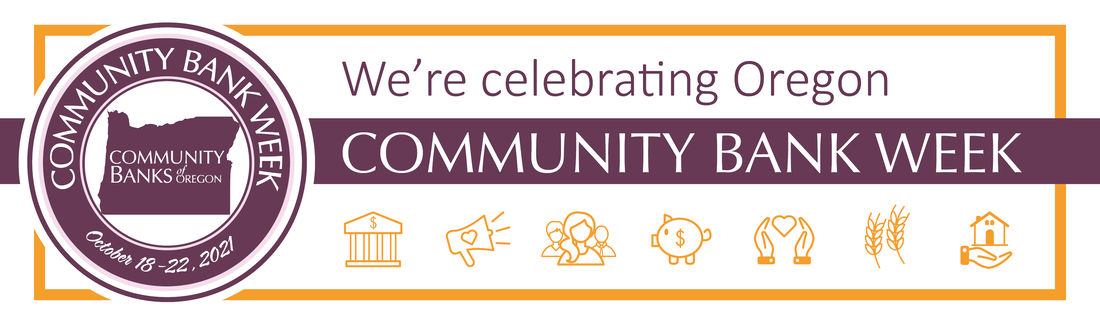 COMMUNITY BANK WEEK
COMMUNITY
BANKS of OREGON
October 18-22, 2021
We're celebrating Oregon
COMMUNITY BANK WEEK
$
$